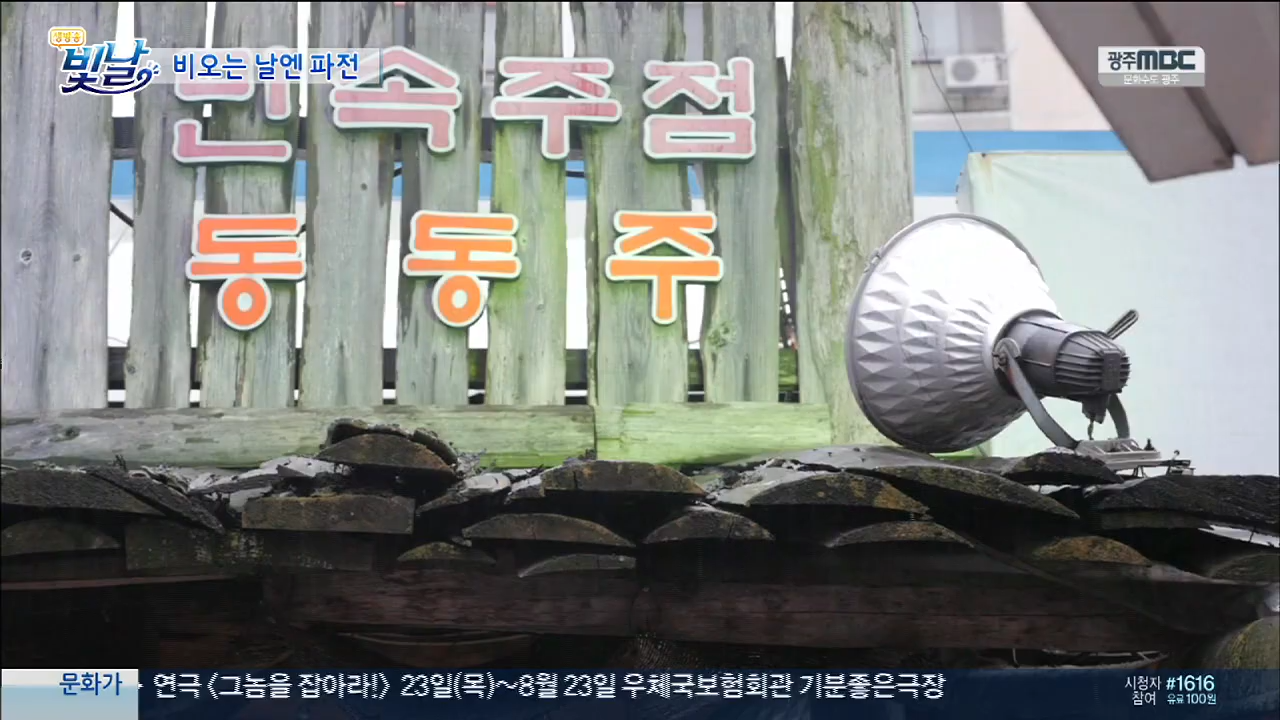 생방송
빛날
비오는 날엔 파전
광주MBC
문화수도 광주
민속주점
동동주
문화가
연극 <그놈을 잡아라!> 23일(목)~8월 23일 우체국보험회관 기분좋은극장
시청자 참여 #1616
유료 100원